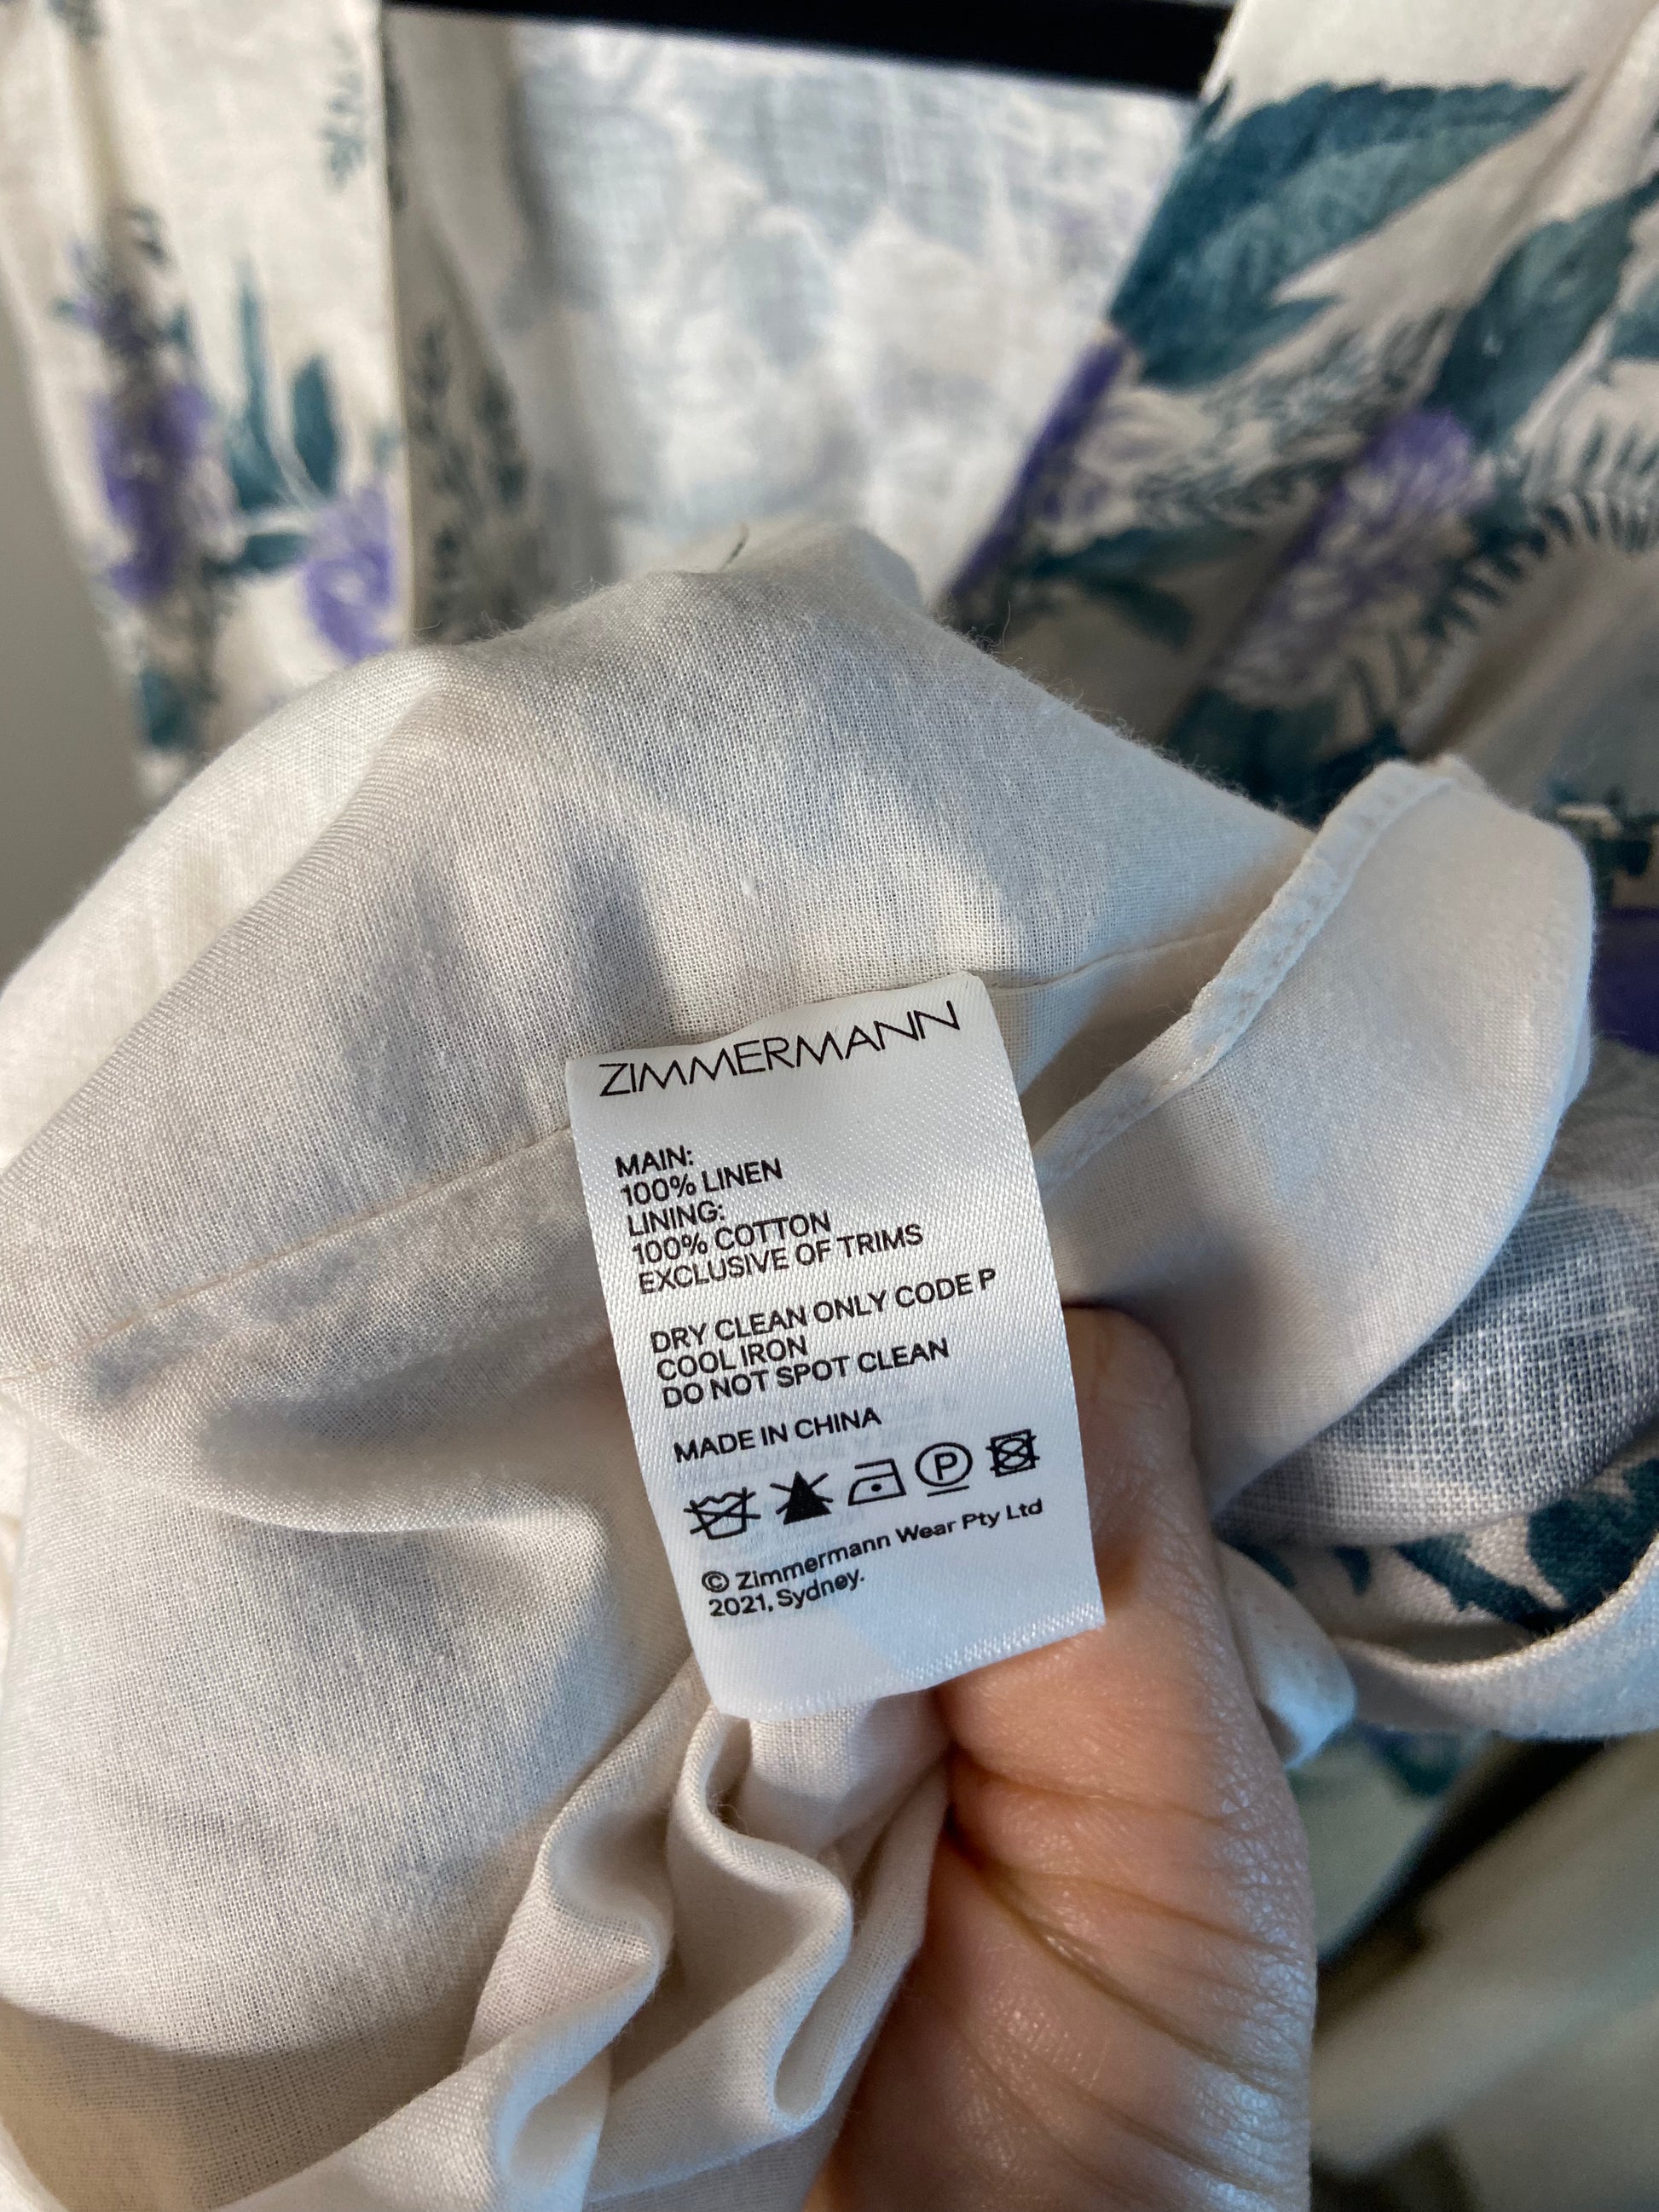 ZIMMERMANN
MAIN:
100% LINEN
LINING:
100% COTTON
EXCLUSIVE OF TRIMS
DRY CLEAN ONLY CODE P
COOL IRON
DO NOT SPOT CLEAN
MADE IN CHINA
P
© Zimmermann Wear Pty Ltd
2021, Sydney.